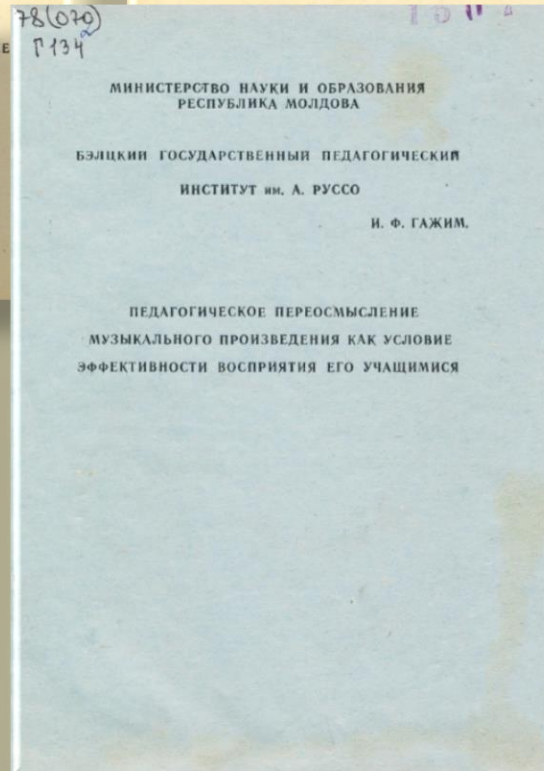 78(070)
Г134
МИНИСТЕРСТВО НАУКИ И ОБРАЗОВАНИЯ
РЕСПУБЛИКА МОЛДОВА
БЭЛЦКИЙ ГОСУДАРСТВЕННЫЙ ПЕДАГОГИЧЕСКИЙ
ИНСТИТУТ им. А. РУССО
И. Ф. ГАЖИМ.
ПЕДАГОГИЧЕСКОЕ ПЕРЕОСМЫСЛЕНИЕ
МУЗЫКАЛЬНОГО ПРОИЗВЕДЕНИЯ КАК УСЛОВИЕ
ЭФФЕКТИВНОСТИ ВОСПРИЯТИЯ ЕГО УЧАЩИМИСЯ